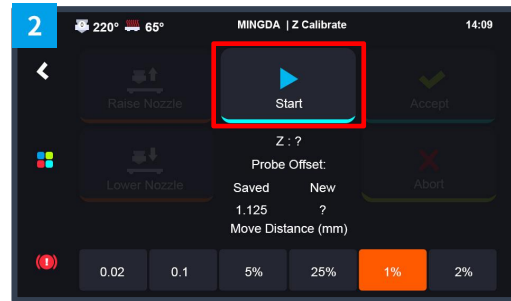 2
220° 65° MINGDA | Z Calibrate 14:09
Raise Nozzle Start Accept
Z : ?
Probe Offset:
Lower Nozzle Saved New Abort
1.125 ?
Move Distance (mm)
0.02 0.1 5% 25% 1% 2%